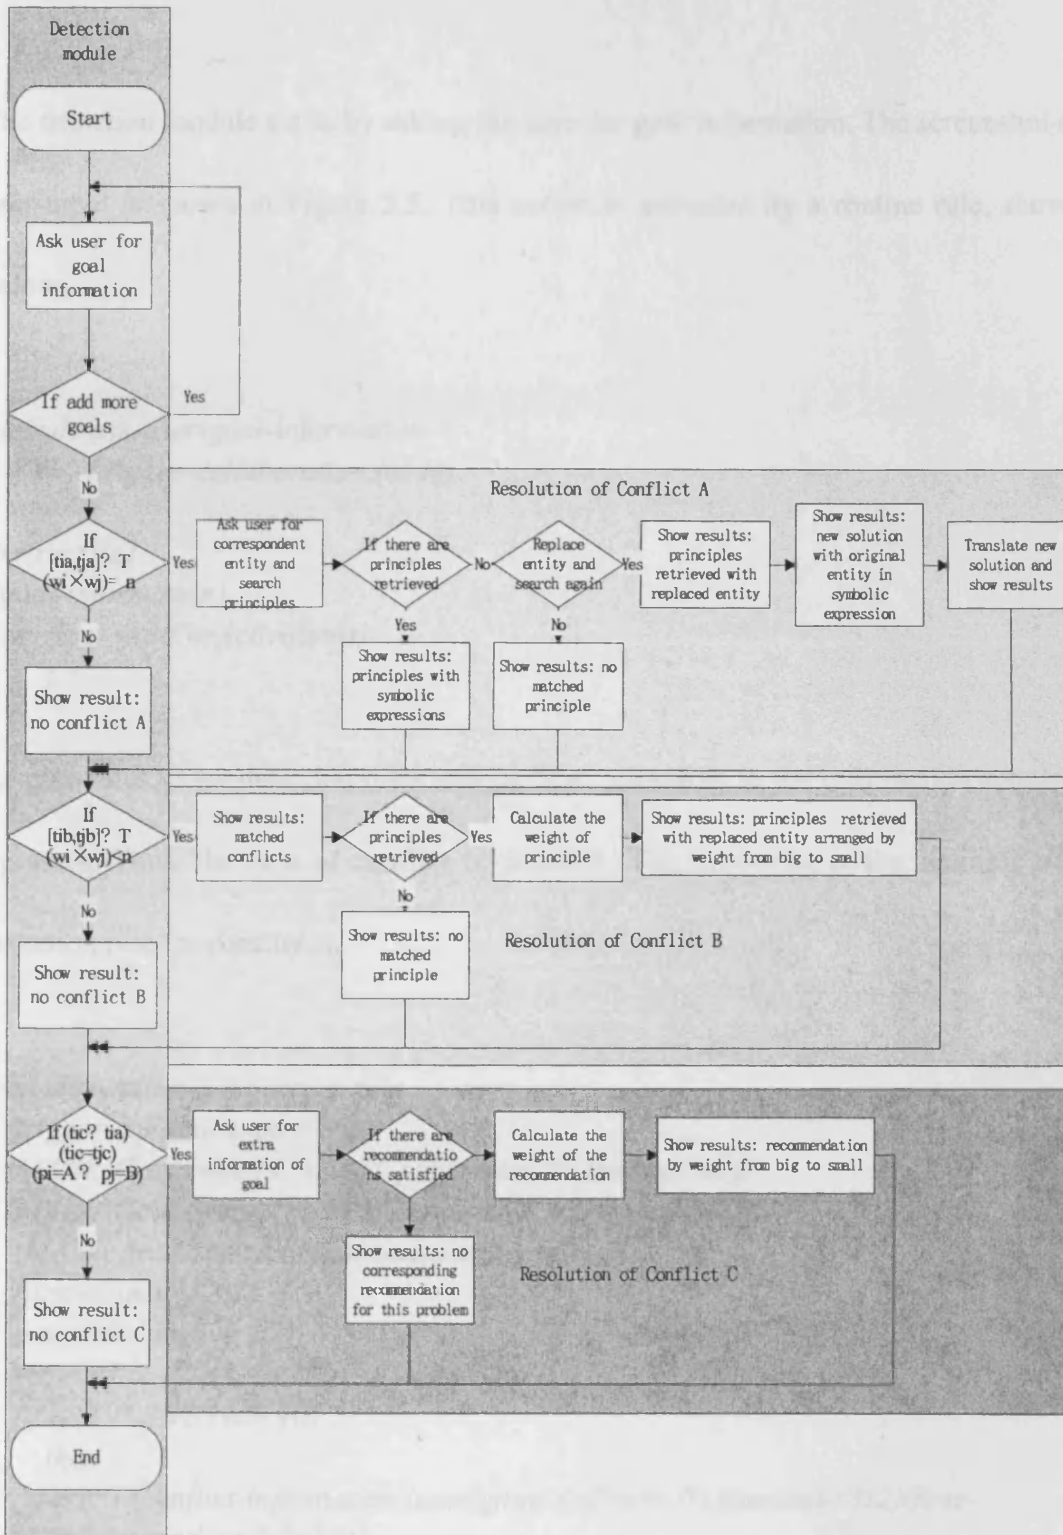 Detection
module
Start
Ask user for
goal
information
If add more
goals
Yes
No
Resolution of Conflict A
If
[tia,tja]? T
(wi×wj)= n
Yes
Ask user for
correspondent
entity and
search
principles
If there are
principles
retrieved
No
Replace
entity and
search again
Yes
Show results:
principles
retrieved with
replaced entity
Show results:
new solution
with original
entity in
symbolic
expression
Translate new
solution and
show results
No
Yes
No
Show result:
no conflict A
Show results:
principles with
symbolic
expressions
Show results: no
matched
principle
If
[tib,tjb]? T
(wi×wj)<n
Yes
Show results:
matched
conflicts
If there are
principles
retrieved
Yes
Calculate the
weight of
principle
Show results: principles retrieved
with replaced entity arranged by
weight from big to small
No
No
Show result:
no conflict B
Show results: no
matched
principle
Resolution of Conflict B
If (tic? tia)
(tic=tjc)
(pi=A ? pj=B)
Yes
Ask user for
extra
information of
goal
If there are
recommendatio
ns satisfied
Calculate the
weight of the
recommendation
Show results: recommendation
by weight from big to small
No
Show result:
no conflict C
Show results: no
corresponding
recommendation
for this problem
Resolution of Conflict C
End